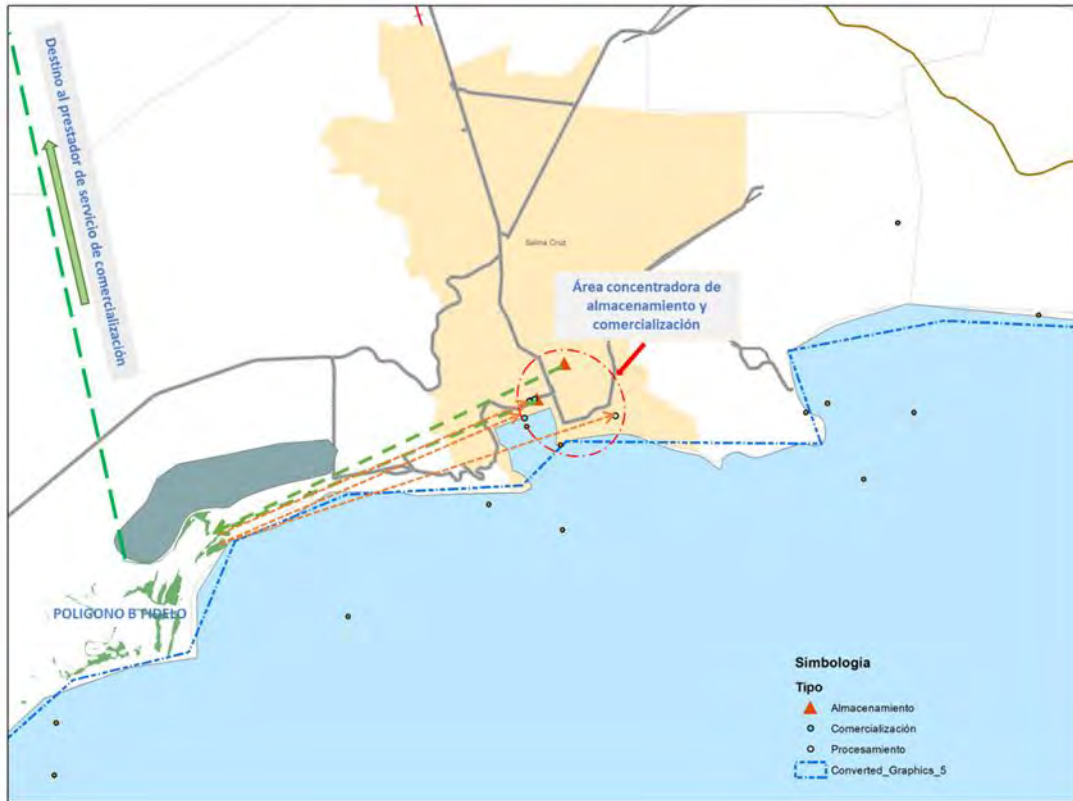 Destino al prestador de servicio de comercialización
Salina Cruz
Área concentradora de
almacenamiento y
comercialización
POLIGONO B TIDELO
Simbologia
Tipo
Almacenamiento
Comercialización
Procesamiento
Converted_Graphics_5